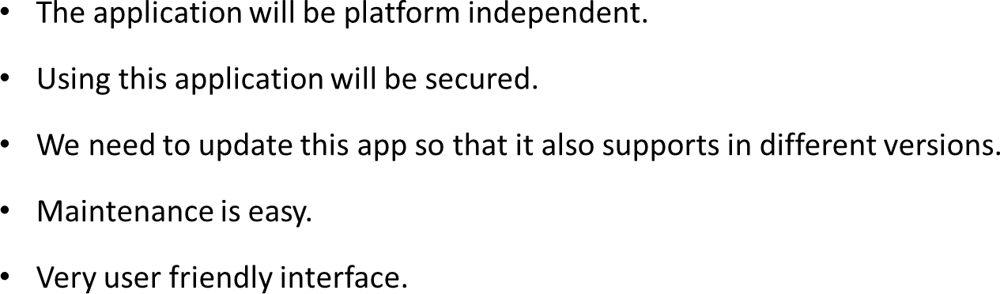 • The application will be platform independent.
• Using this application will be secured.
• We need to update this app so that it also supports in different versions.
• Maintenance is easy.
• Very user friendly interface.